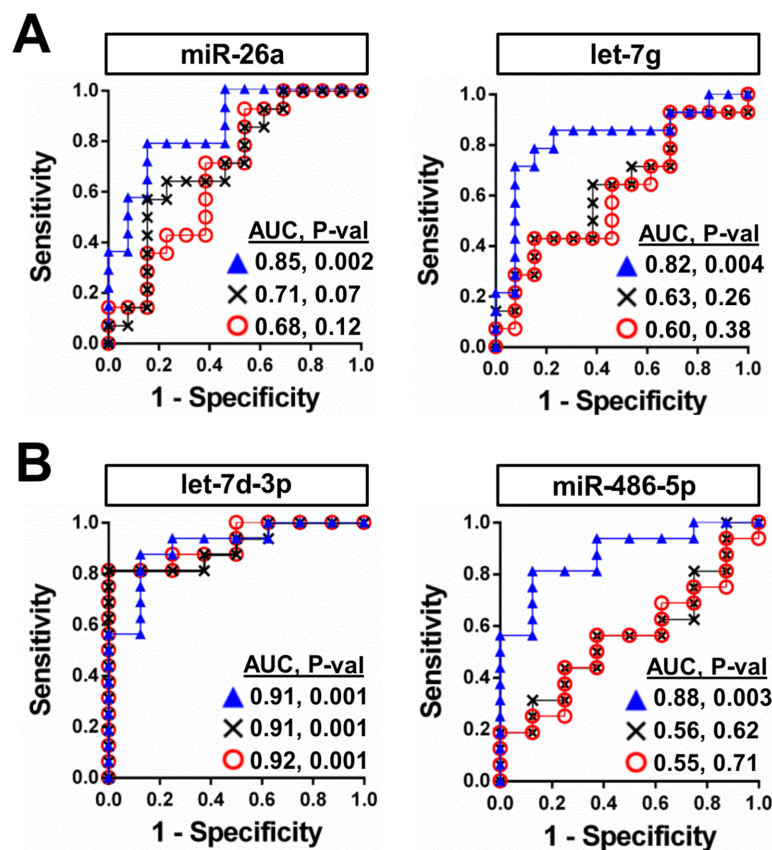 A
miR-26a
1.0
0.8
0.6
0.4
0.2
0.0
Sensitivity
AUC, P-val
0.85, 0.002
0.71, 0.07
0.68, 0.12
0.0 0.2 0.4 0.6 0.8 1.0
1 - Specificity
let-7g
1.0
0.8
0.6
0.4
0.2
0.0
Sensitivity
AUC, P-val
0.82, 0.004
0.63, 0.26
0.60, 0.38
0.0 0.2 0.4 0.6 0.8 1.0
1 - Specificity
B
let-7d-3p
1.0
0.8
0.6
0.4
0.2
0.0
Sensitivity
AUC, P-val
0.91, 0.001
0.91, 0.001
0.92, 0.001
0.0 0.2 0.4 0.6 0.8 1.0
1 - Specificity
miR-486-5p
1.0
0.8
0.6
0.4
0.2
0.0
Sensitivity
AUC, P-val
0.88, 0.003
0.56, 0.62
0.55, 0.71
0.0 0.2 0.4 0.6 0.8 1.0
1 - Specificity